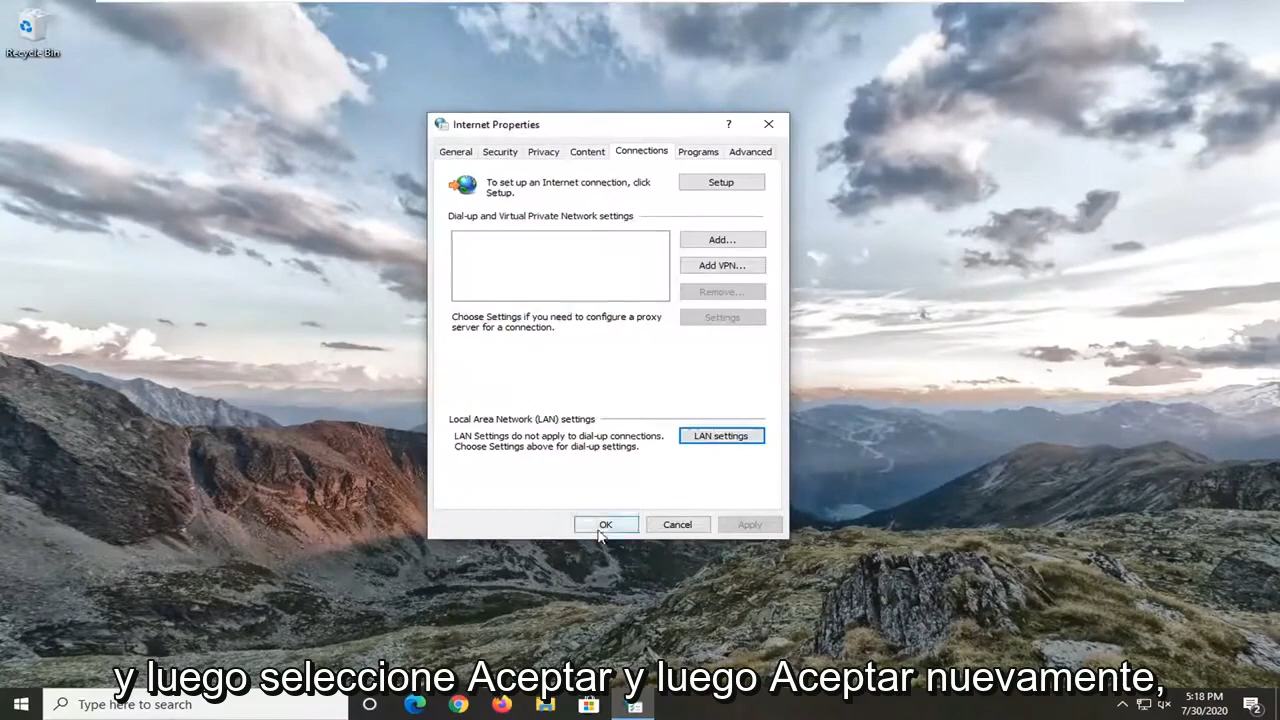 Recycle Bin
Internet Properties
?
General Security Privacy Content Connections Programs Advanced
To set up an Internet connection, click
Setup.
Setup
Dial-up and Virtual Private Network settings
Add...
Add VPN...
Remove...
Choose Settings if you need to configure a proxy
server for a connection.
Settings
Local Area Network (LAN) settings
LAN Settings do not apply to dial-up connections.
Choose Settings above for dial-up settings.
LAN settings
OK Cancel Apply
y luego seleccione Aceptar y luego Aceptar nuevamente,
Type here to search
5:18 PM
7/30/2020
2